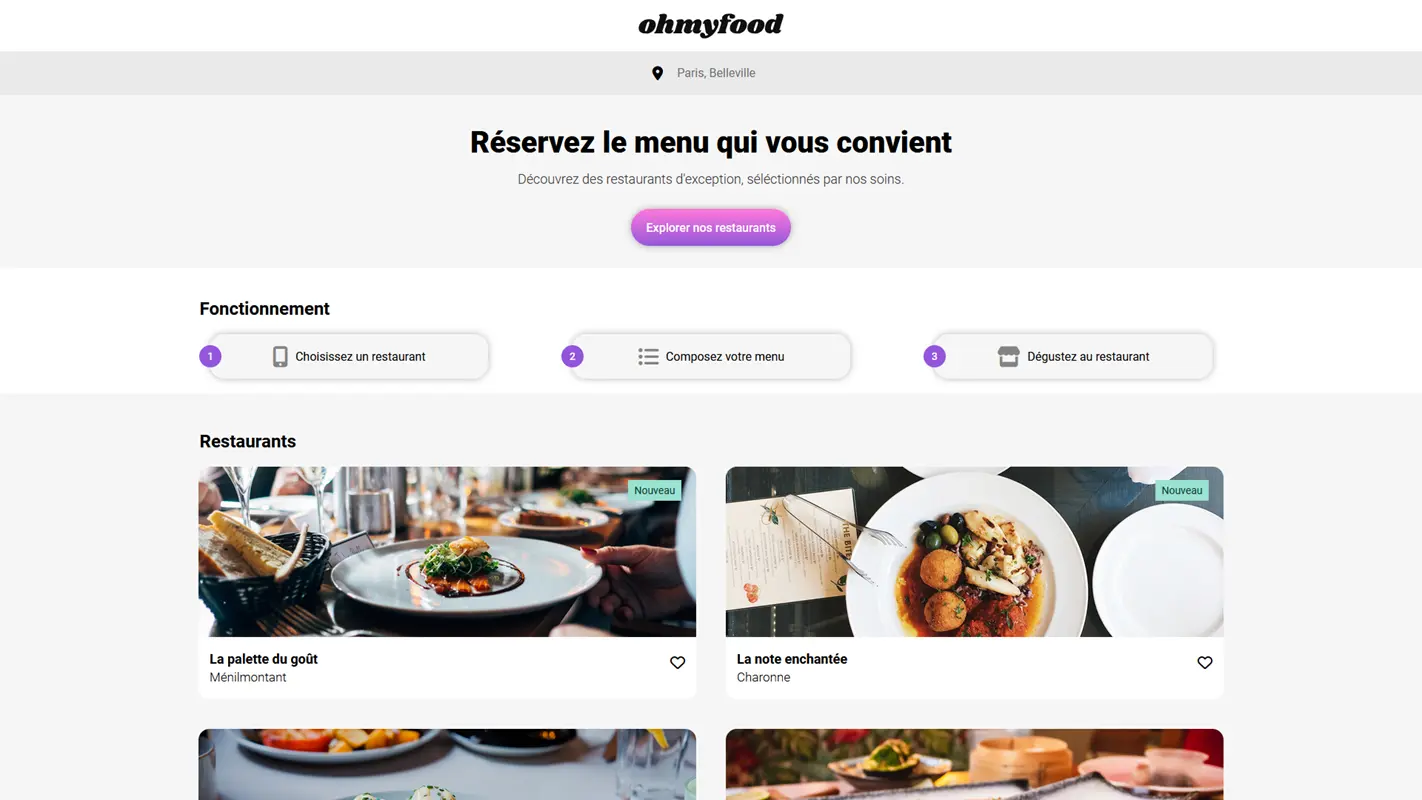 ohmyfood
Paris, Belleville
Réservez le menu qui vous convient
Découvrez des restaurants d'exception, séléctionnés par nos soins.
Explorer nos restaurants
Fonctionnement
1 Choisissez un restaurant
2 Composez votre menu
3 Dégustez au restaurant
Restaurants
Nouveau
Nouveau
THE BITE
La palette du goût
Ménilmontant
La note enchantée
Charonne